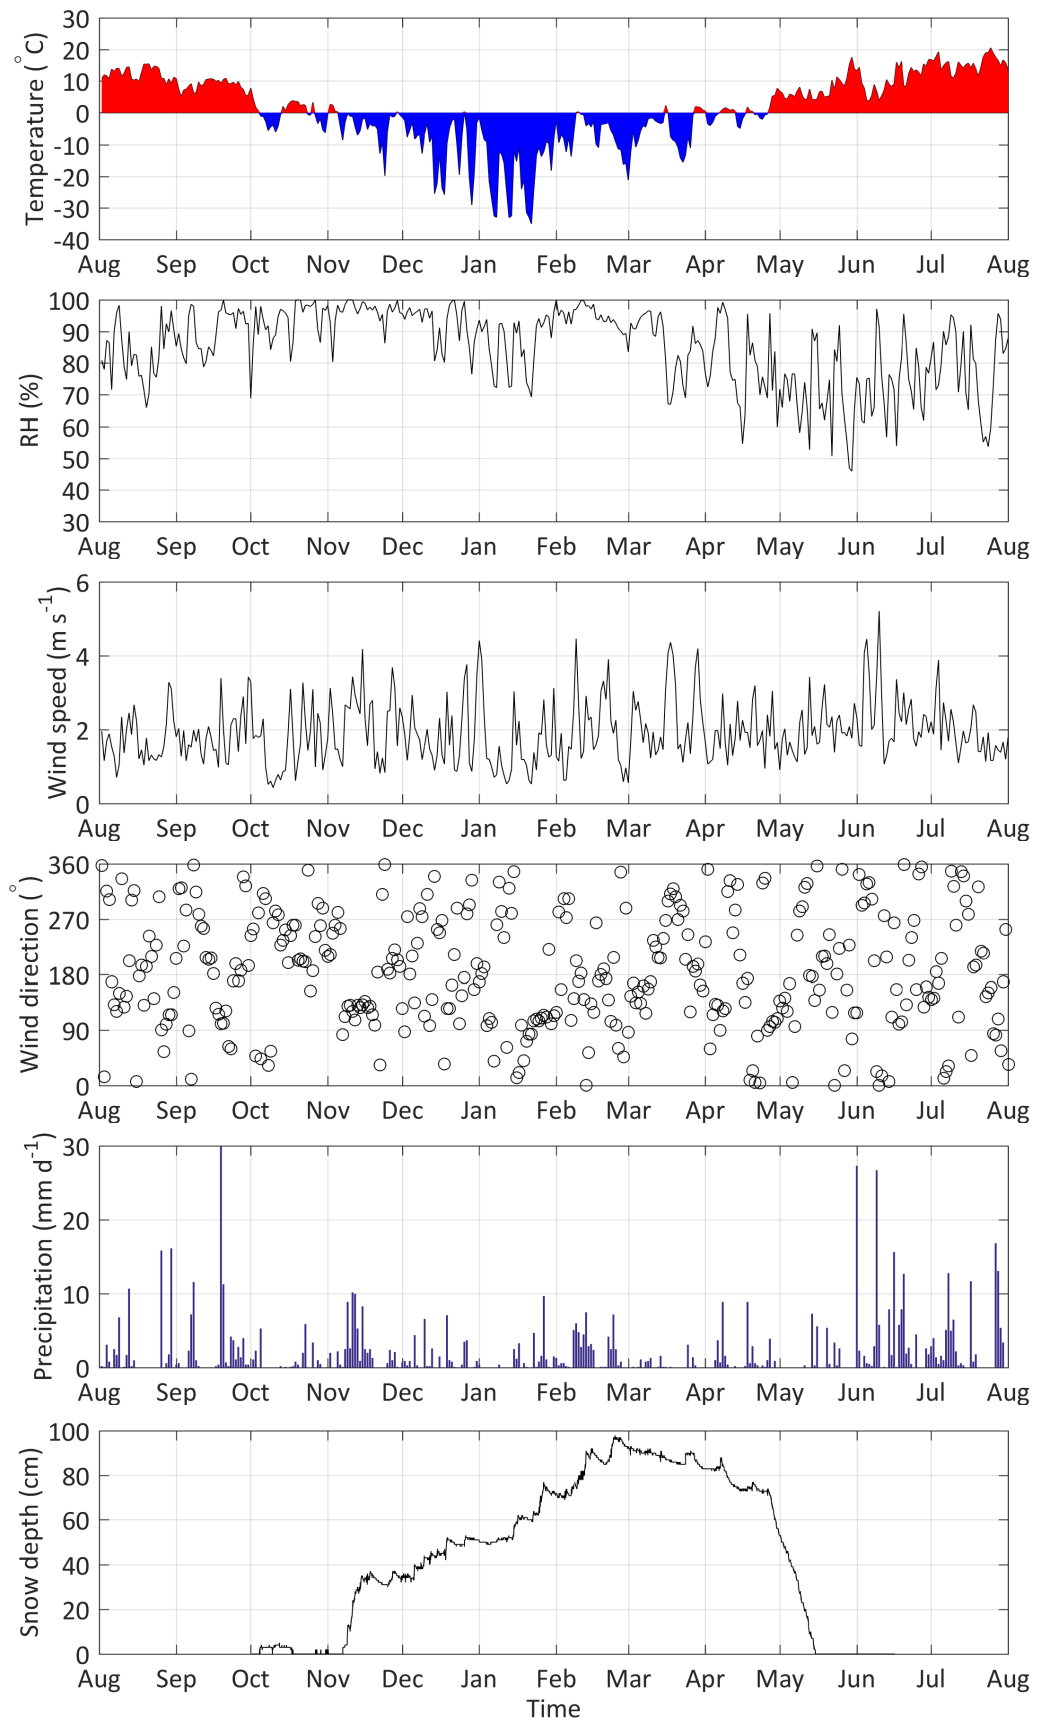 Temperature (°C)
30
20
10
0
-10
-20
-30
-40
Aug Sep Oct Nov Dec Jan Feb Mar Apr May Jun Jul Aug
RH (%)
100
90
80
70
60
50
40
30
Aug Sep Oct Nov Dec Jan Feb Mar Apr May Jun Jul Aug
Wind speed (m s-1)
6
4
2
0
Aug Sep Oct Nov Dec Jan Feb Mar Apr May Jun Jul Aug
Wind direction (°)
360
270
180
90
0
Aug Sep Oct Nov Dec Jan Feb Mar Apr May Jun Jul Aug
Precipitation (mm d-1)
30
20
10
0
Aug Sep Oct Nov Dec Jan Feb Mar Apr May Jun Jul Aug
Snow depth (cm)
100
80
60
40
20
0
Aug Sep Oct Nov Dec Jan Feb Mar Apr May Jun Jul Aug
Time